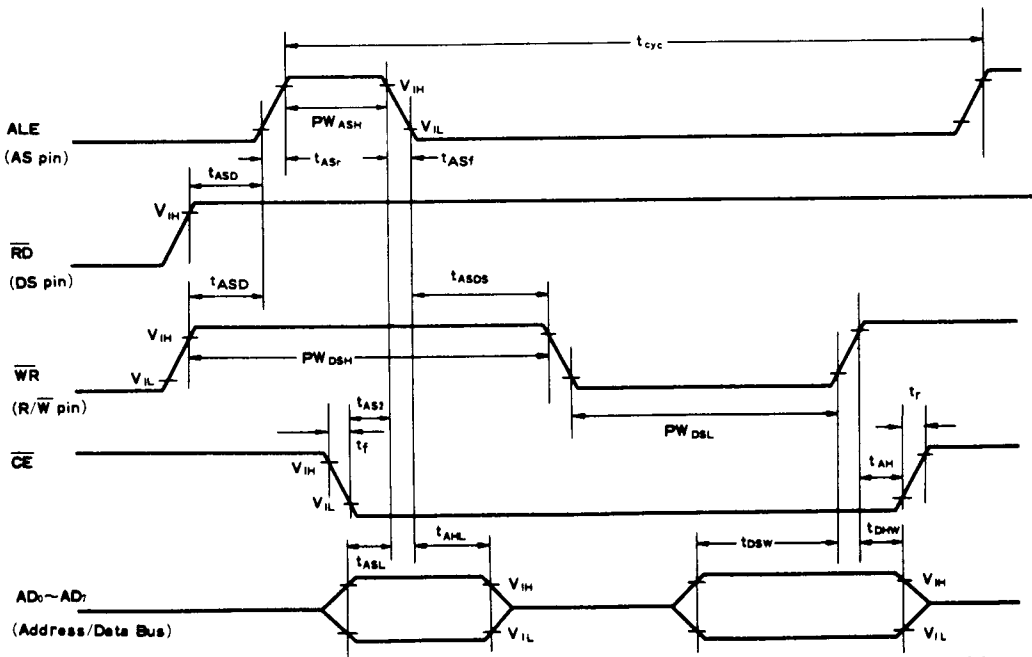 tcyc
VIH
PWASH
VIL
ALE
(AS pin)
tASr
tASf
tASD
VIH
RD
(DS pin)
tASD
tASDS
VIH
PWDSH
WR
VIL
(R/W pin)
tAS2
tr
PWDSL
tf
CE
VIH
tAH
VIL
tAHL
tDSW
tDHW
tASL
VIH
VIH
AD0~AD7
(Address/Data Bus)
VIL
VIL